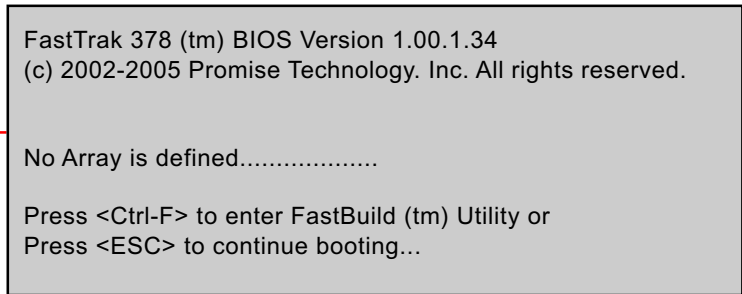 FastTrak 378 (tm) BIOS Version 1.00.1.34
(c) 2002-2005 Promise Technology. Inc. All rights reserved.
No Array is defined...................
Press <Ctrl-F> to enter FastBuild (tm) Utility or
Press <ESC> to continue booting...